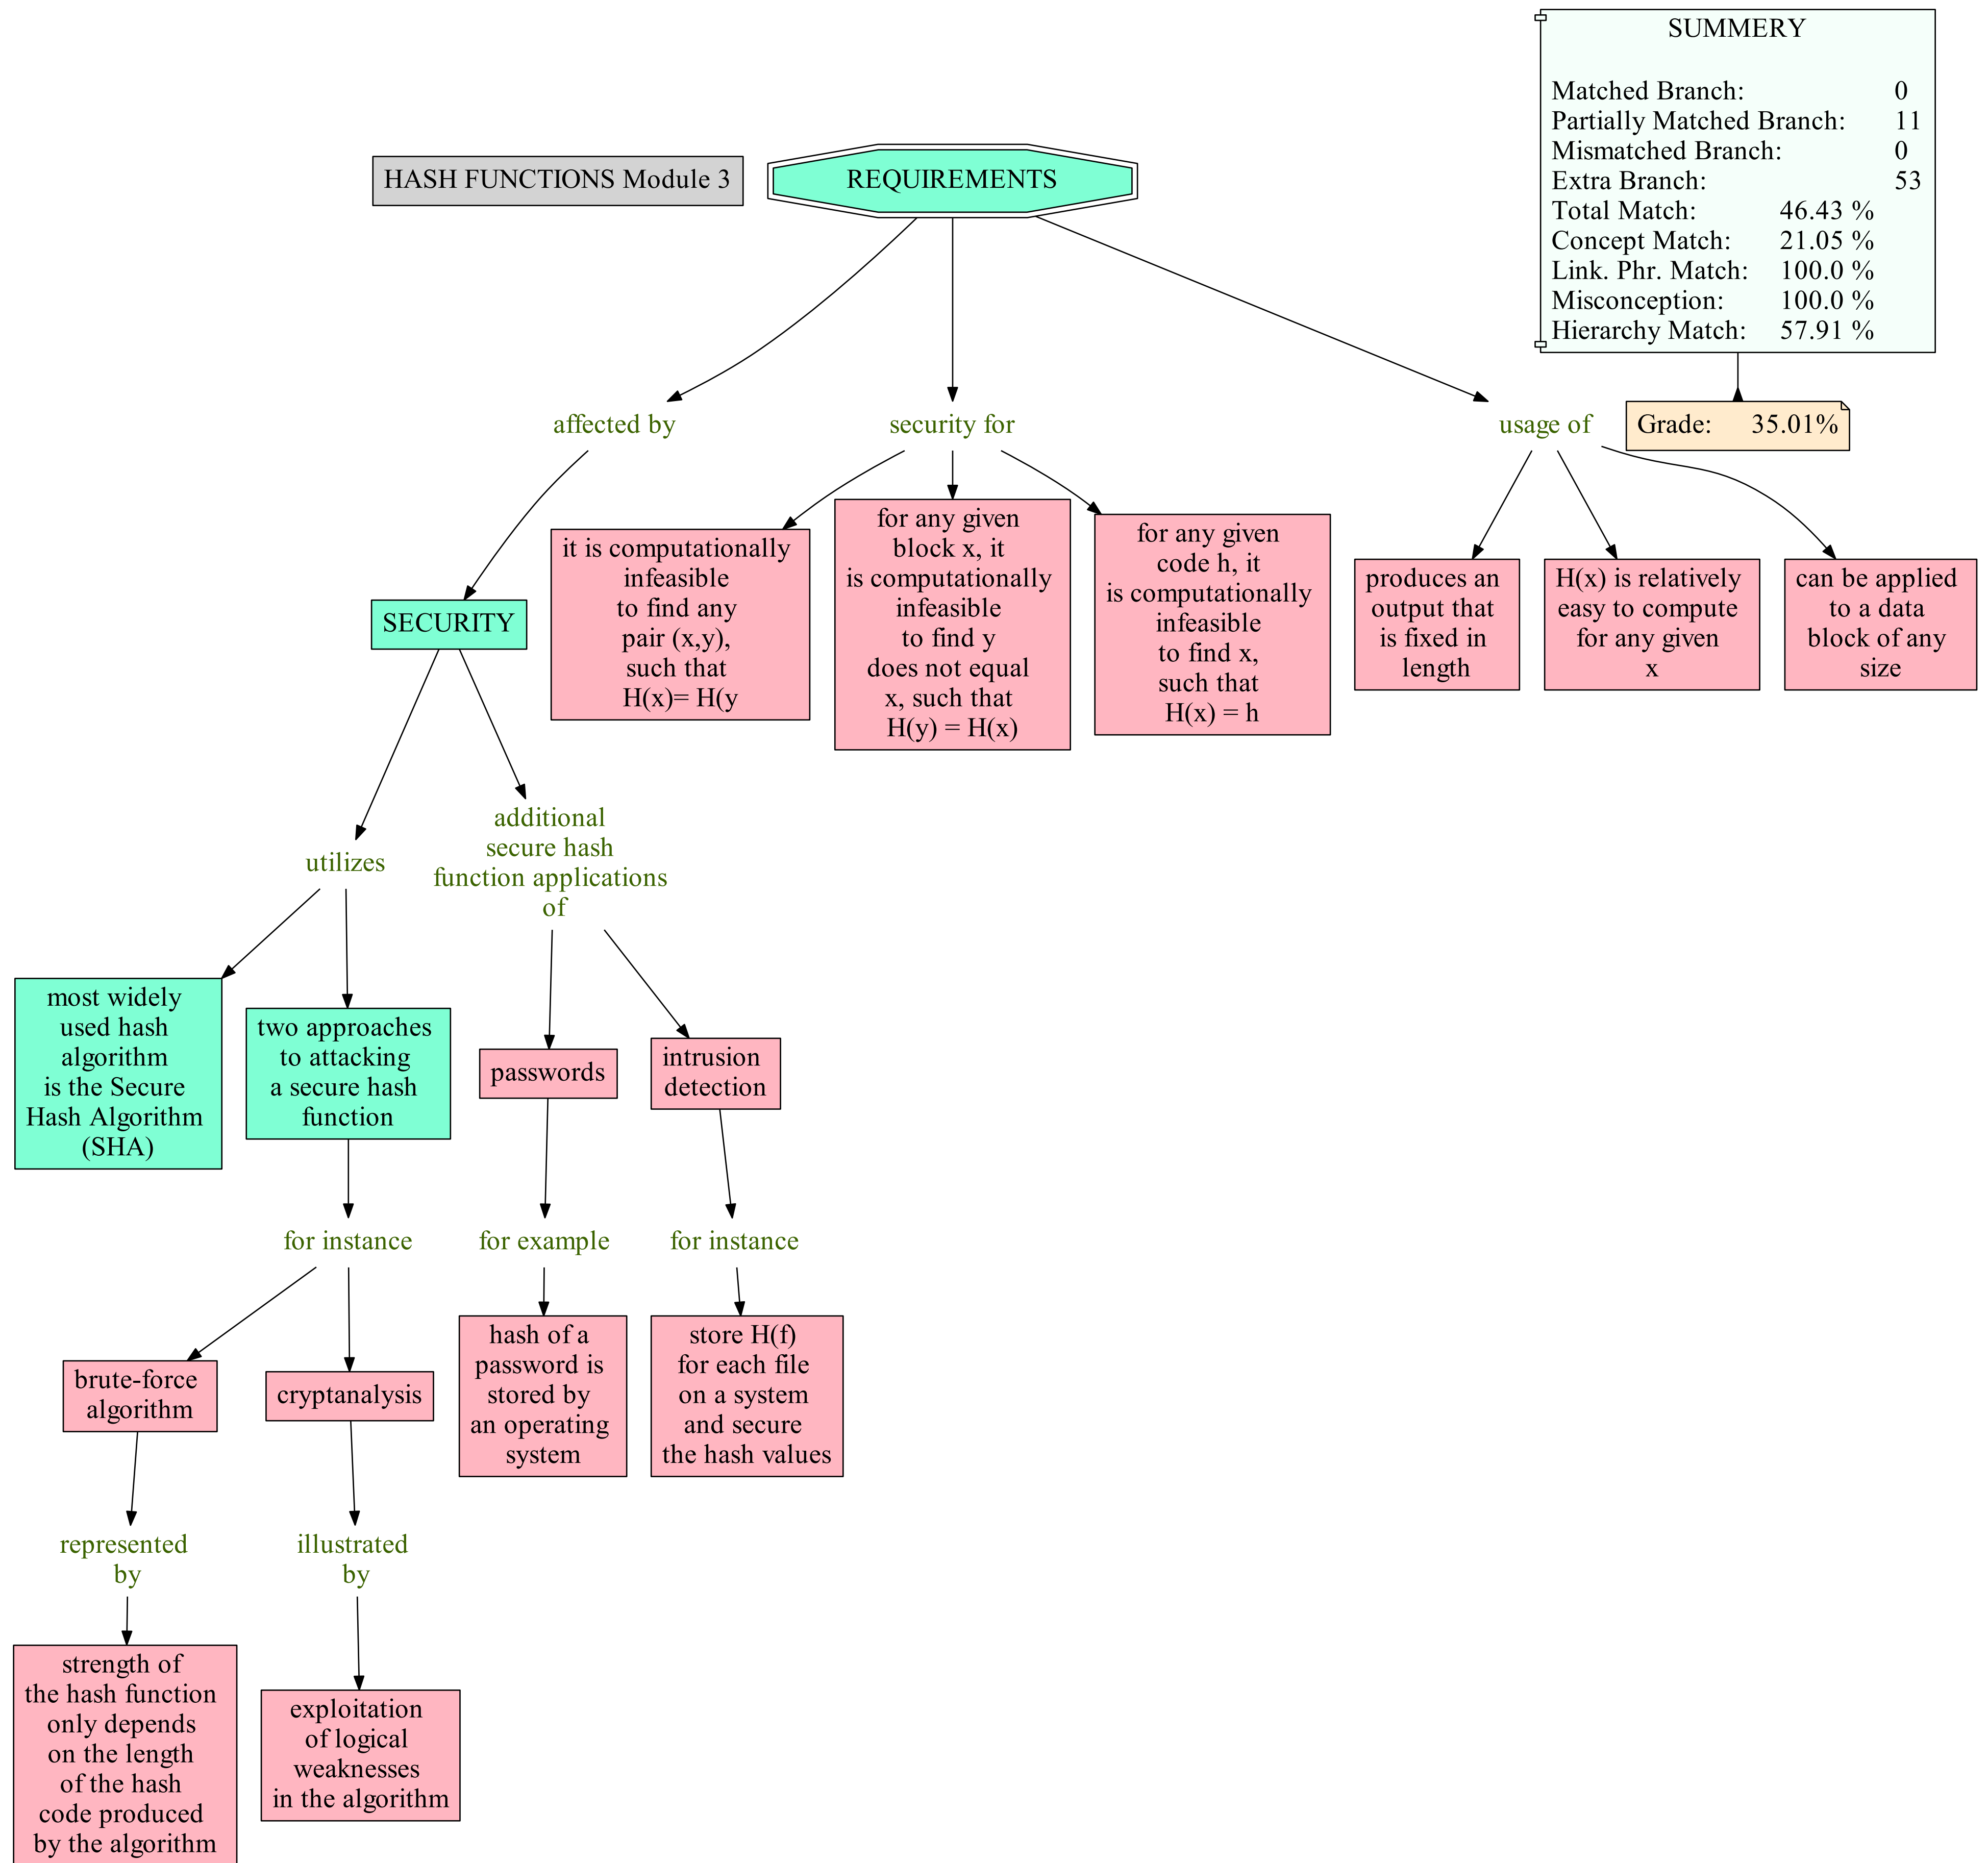 SUMMERY
Matched Branch: 0
Partially Matched Branch: 11
Mismatched Branch: 0
Extra Branch: 53
Total Match: 46.43 %
Concept Match: 21.05 %
Link. Phr. Match: 100.0 %
Misconception: 100.0 %
Hierarchy Match: 57.91 %
HASH FUNCTIONS Module 3
REQUIREMENTS
affected by
security for
usage of
Grade: 35.01%
it is computationally
infeasible
to find any
pair (x,y),
such that
H(x)= H(y
for any given
block x, it
is computationally
infeasible
to find y
does not equal
x, such that
H(y) = H(x)
for any given
code h, it
is computationally
infeasible
to find x,
such that
H(x) = h
produces an
output that
is fixed in
length
H(x) is relatively
easy to compute
for any given
x
can be applied
to a data
block of any
size
SECURITY
utilizes
additional
secure hash
function applications
of
most widely
used hash
algorithm
is the Secure
Hash Algorithm
(SHA)
two approaches
to attacking
a secure hash
function
passwords
intrusion
detection
for instance
for example
for instance
brute-force
algorithm
cryptanalysis
hash of a
password is
stored by
an operating
system
store H(f)
for each file
on a system
and secure
the hash values
represented
by
illustrated
by
strength of
the hash function
only depends
on the length
of the hash
code produced
by the algorithm
exploitation
of logical
weaknesses
in the algorithm